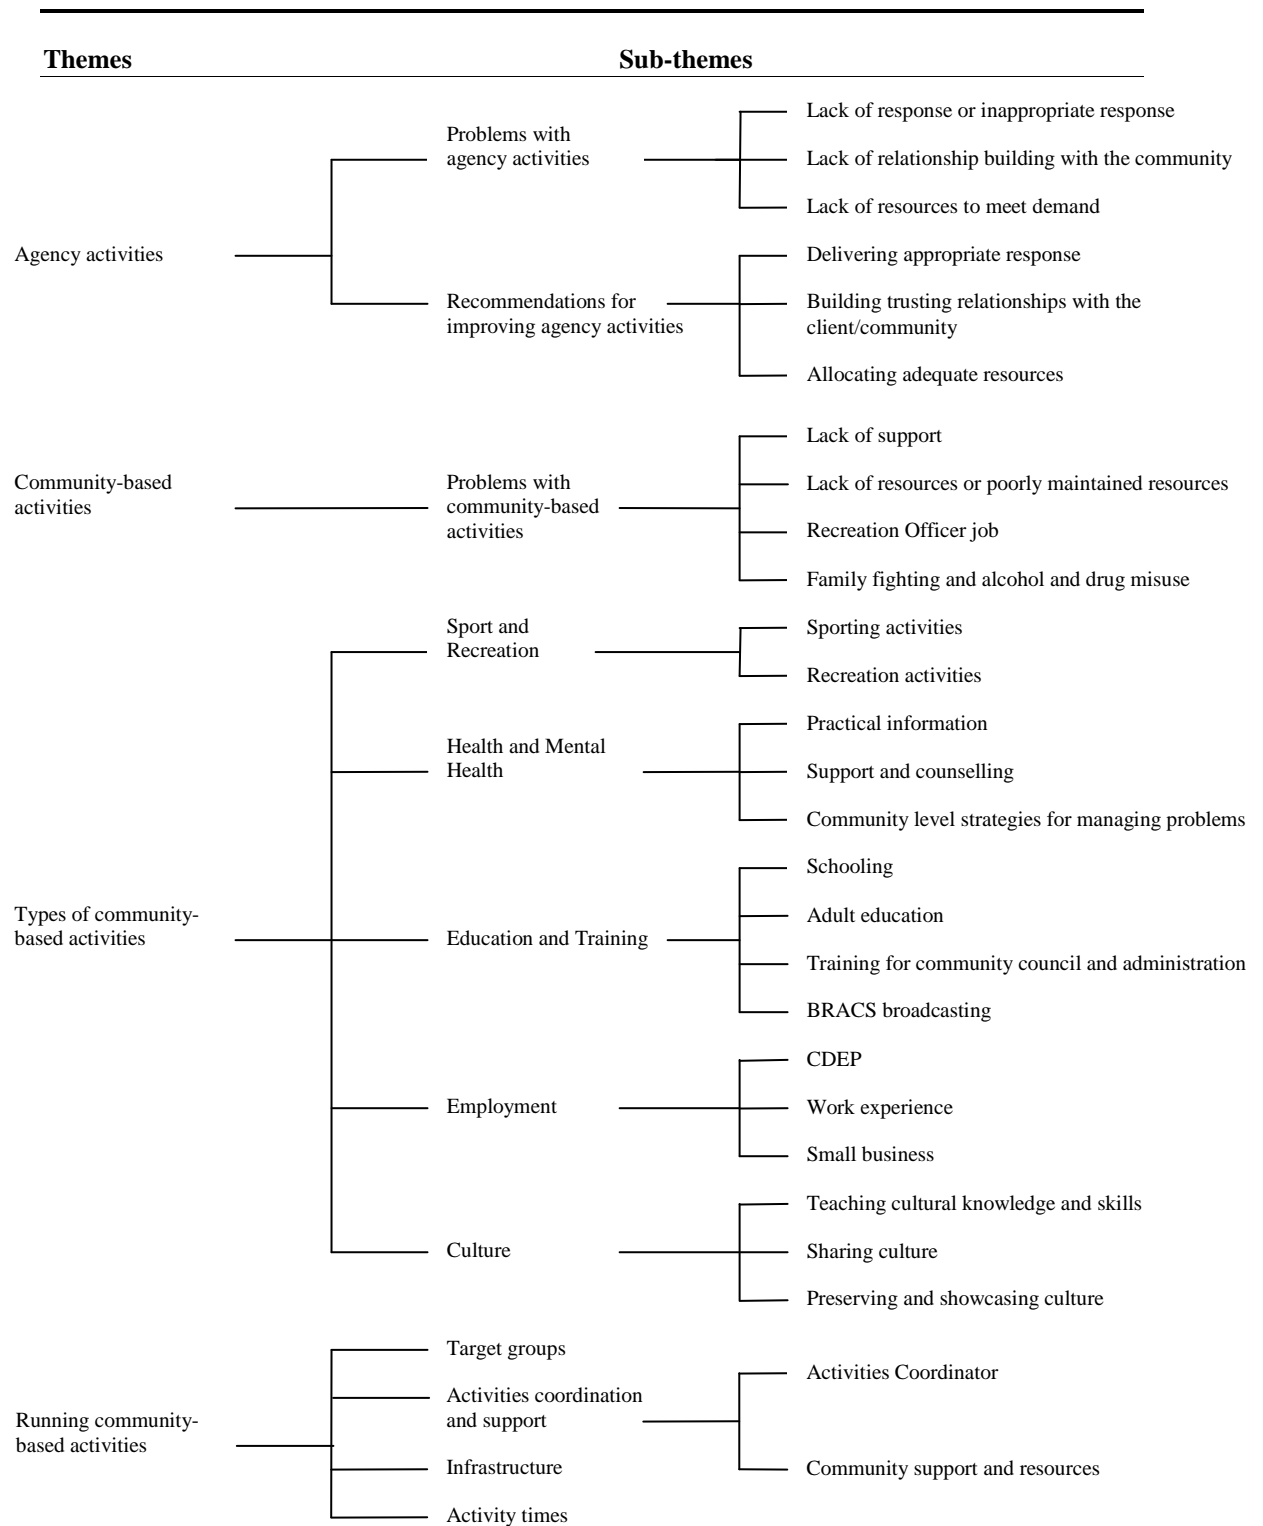 Themes
Sub-themes
Agency activities
Problems with
agency activities
Lack of response or inappropriate response
Lack of relationship building with the community
Lack of resources to meet demand
Recommendations for
improving agency activities
Delivering appropriate response
Building trusting relationships with the
client/community
Allocating adequate resources
Community-based
activities
Problems with
community-based
activities
Lack of support
Lack of resources or poorly maintained resources
Recreation Officer job
Family fighting and alcohol and drug misuse
Types of community-
based activities
Sport and
Recreation
Sporting activities
Recreation activities
Health and Mental
Health
Practical information
Support and counselling
Community level strategies for managing problems
Education and Training
Schooling
Adult education
Training for community council and administration
BRACS broadcasting
Employment
CDEP
Work experience
Small business
Culture
Teaching cultural knowledge and skills
Sharing culture
Preserving and showcasing culture
Running community-
based activities
Target groups
Activities coordination
and support
Activities Coordinator
Community support and resources
Infrastructure
Activity times